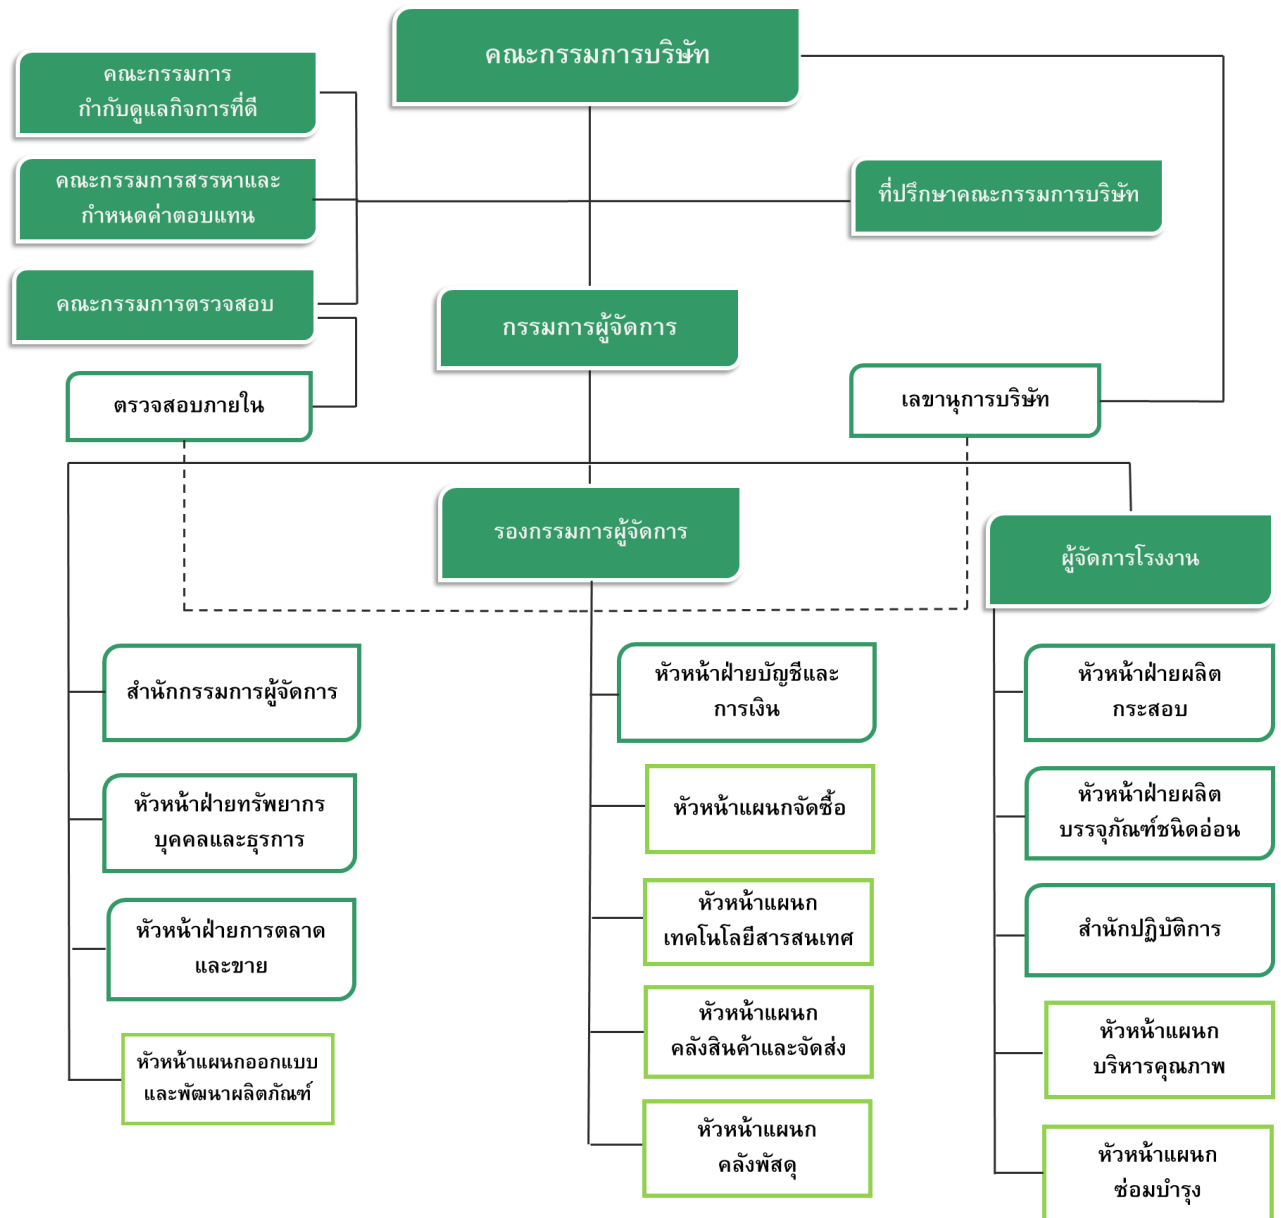 คณะกรรมการบริษัท
คณะกรรมการ
กำกับดูแลกิจการที่ดี
คณะกรรมการสรรหาและ
กำหนดค่าตอบแทน
ที่ปรึกษาคณะกรรมการบริษัท
คณะกรรมการตรวจสอบ
กรรมการผู้จัดการ
ตรวจสอบภายใน
เลขานุการบริษัท
รองกรรมการผู้จัดการ
ผู้จัดการโรงงาน
สำนักกรรมการผู้จัดการ
หัวหน้าฝ่ายทรัพยากร
บุคคลและธุรการ
หัวหน้าฝ่ายการตลาด
และขาย
หัวหน้าแผนกออกแบบ
และพัฒนาผลิตภัณฑ์
หัวหน้าฝ่ายบัญชีและ
การเงิน
หัวหน้าแผนกจัดซื้อ
หัวหน้าแผนก
เทคโนโลยีสารสนเทศ
หัวหน้าแผนก
คลังสินค้าและจัดส่ง
หัวหน้าแผนก
คลังพัสดุ
หัวหน้าฝ่ายผลิต
กระสอบ
หัวหน้าฝ่ายผลิต
บรรจุภัณฑ์ชนิดอ่อน
สำนักปฏิบัติการ
หัวหน้าแผนก
บริหารคุณภาพ
หัวหน้าแผนก
ซ่อมบำรุง